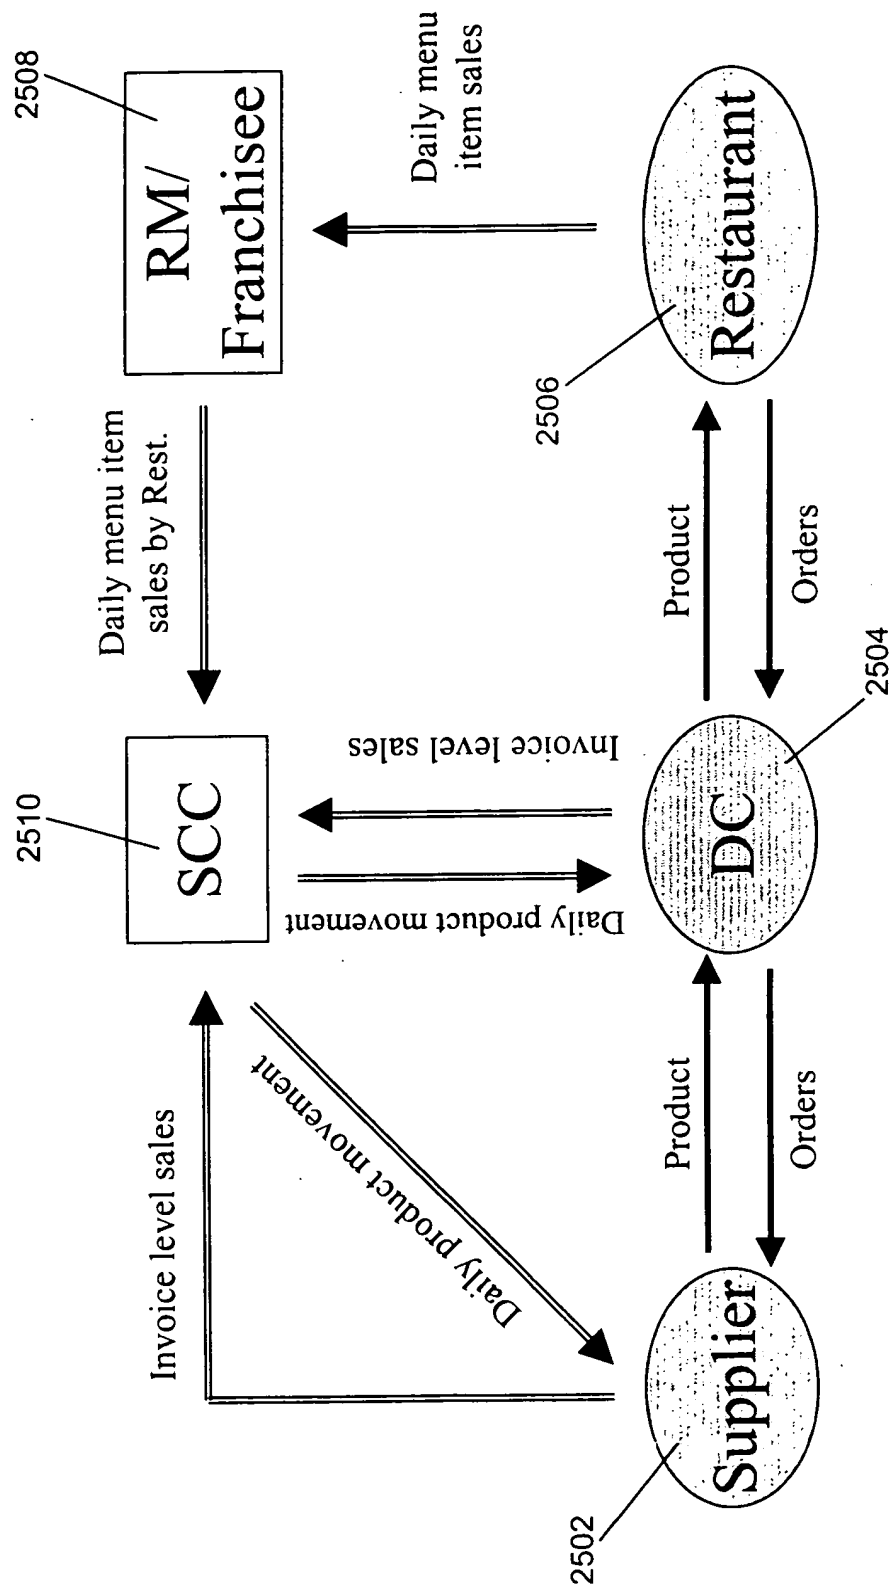 2510
SCC
2508
RM/
Franchisee
Daily menu item
sales by Rest.
Daily menu
item sales
Invoice level sales
Daily product movement
Daily product movement
Invoice level sales
2502
Supplier
Product
Orders
DC
2504
Product
Orders
2506
Restaurant